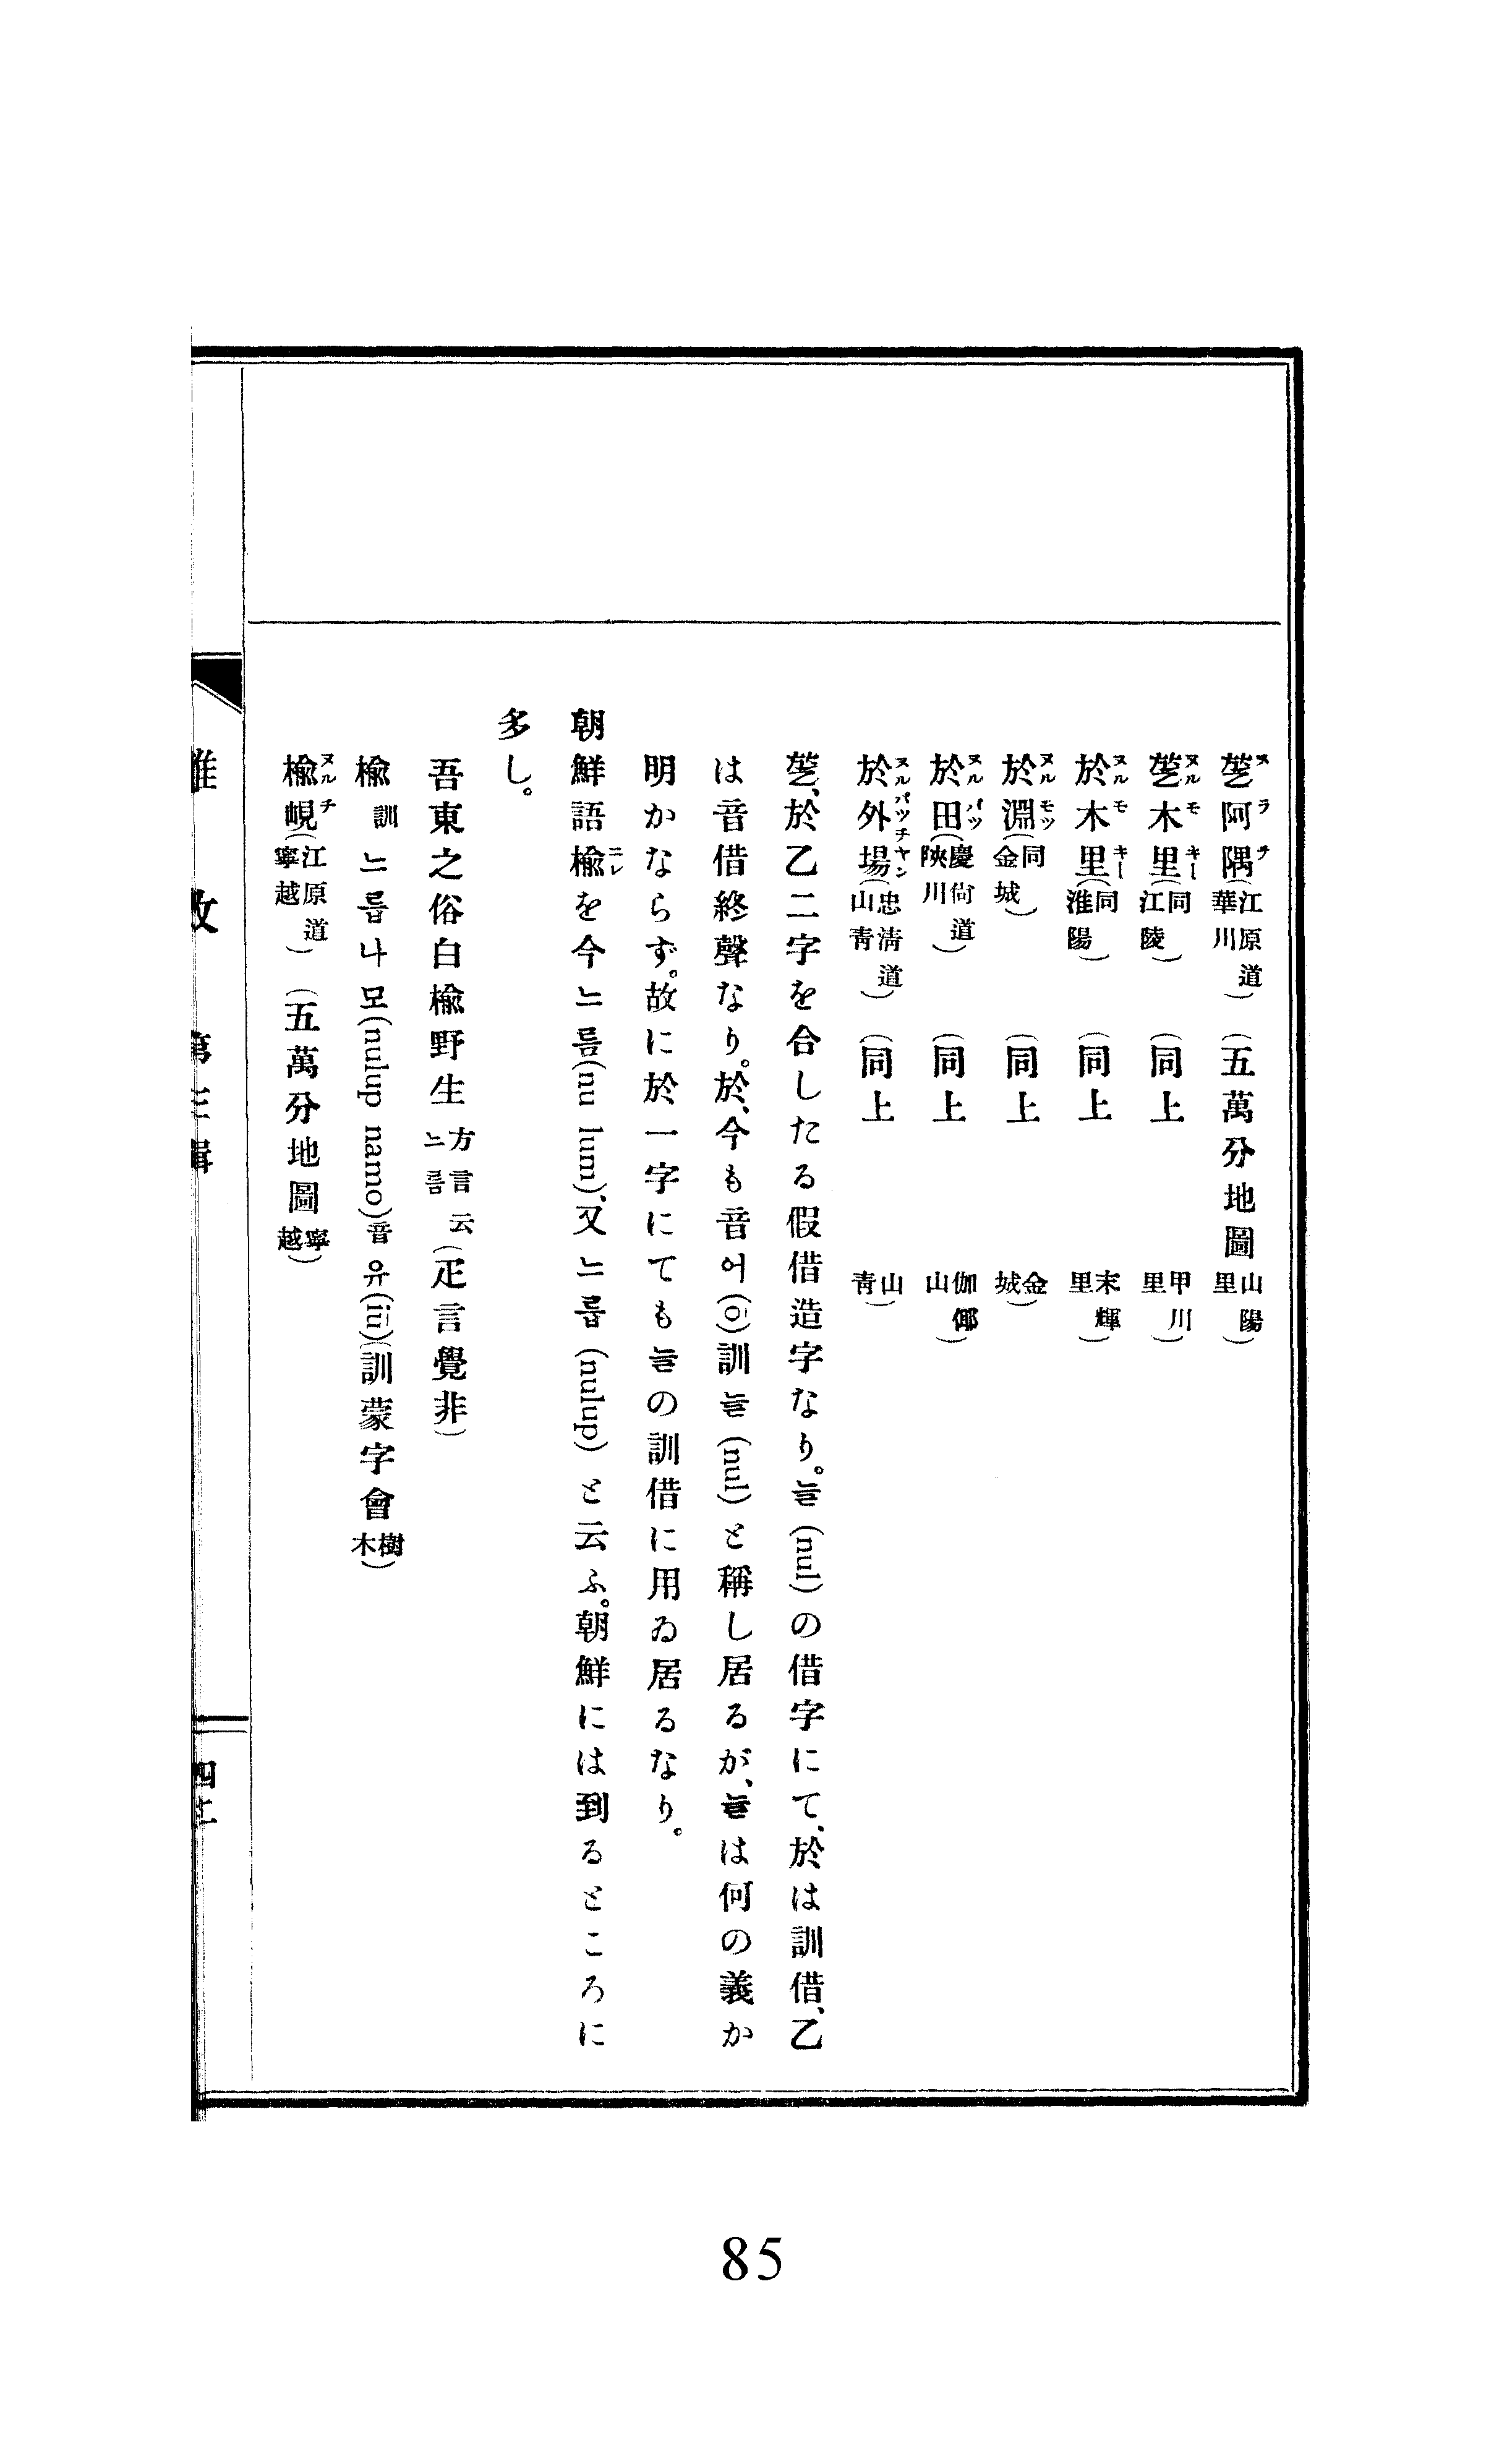 㖲阿隅(江原道華川)(五萬分地圖山陽里)
㖲木里(同江陵)(同上甲川里)
於木里(同淮陽)(同上末輝里)
於淵(同金城)(同上金城)
於田(慶尙道陜川)(同上伽倻山)
於外場(忠淸道靑山)(同上靑山)
㖲、於乙二字を合したる假借造字なり。늘(nul)の借字にて、於は訓借、乙
は音借終聲なり。於、今も音어(ŏ)訓늘(nul)と稱し居るが、늘は何の義か
明かならず。故に於一字にても늘の訓借に用ゐ居るなり。
朝鮮語楡を今느름(nu lum)、又느릅(nulup)と云ふ。朝鮮には到るところに
多し。
吾東之俗白楡野生方言云느름(疋言覺非)
楡訓느릅나모(nulup namo)音유(iu)(訓蒙字會樹木)
楡峴(江原道寧越)(五萬分地圖寧越)
雜攷 第三輯
85